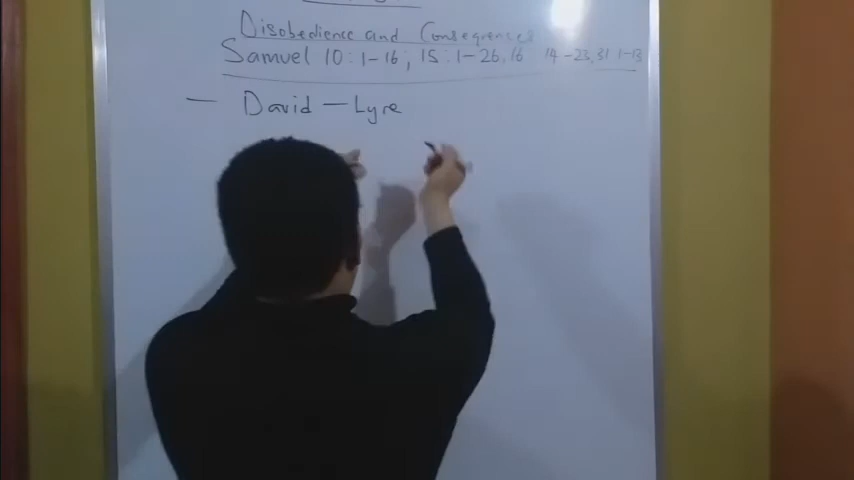 Disobedience and Consequences
Samuel 10:1-16; 15:1-26,16 14-23,31 1-13
— David — Lyre